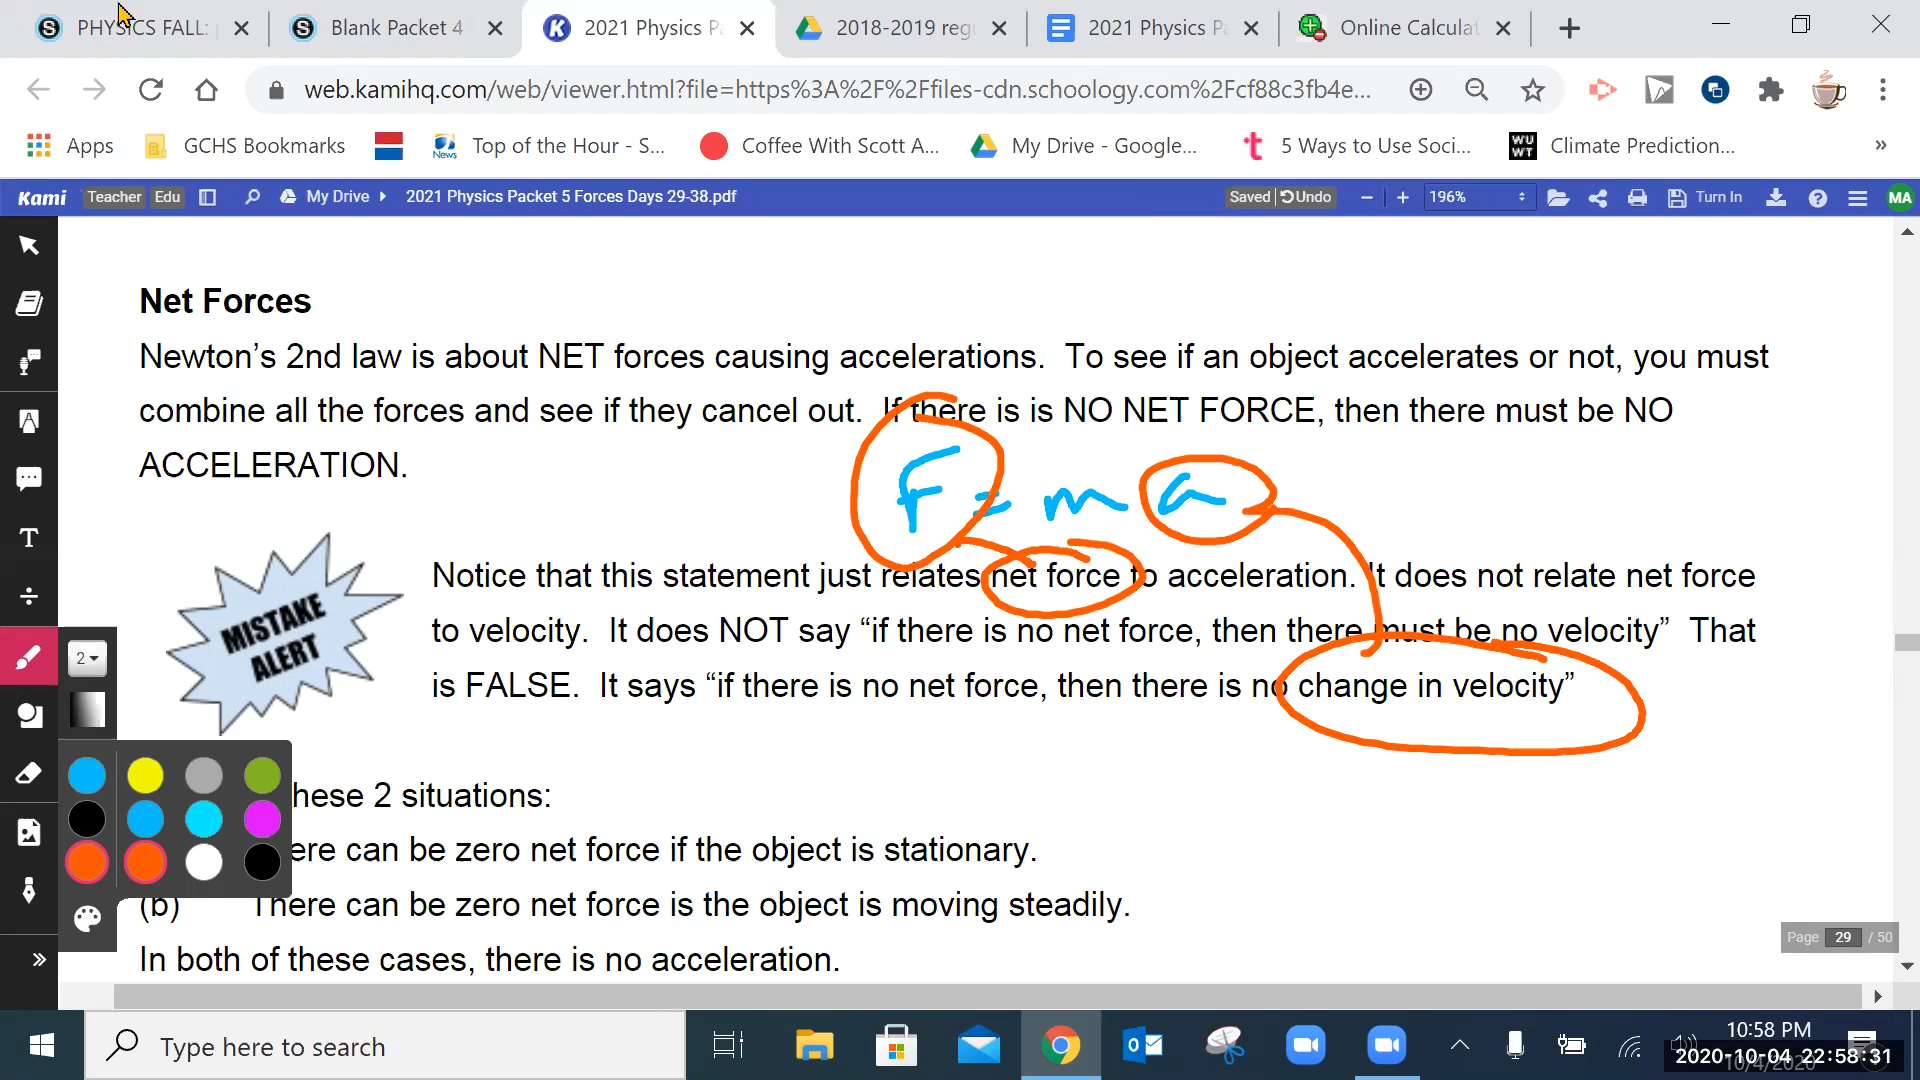 PHYSICS FALL:
Blank Packet 4
2021 Physics Pa
2018-2019 reg
2021 Physics Pa
Online Calculat
web.kamihq.com/web/viewer.html?file=https%3A%2F%2Ffiles-cdn.schoology.com%2Fcf88c3fb4e...
Apps
GCHS Bookmarks
News
Top of the Hour - S...
Coffee With Scott A...
My Drive - Google...
5 Ways to Use Soci...
WU WT
Climate Prediction...
Kami Teacher Edu My Drive 2021 Physics Packet 5 Forces Days 29-38.pdf Saved Undo 196% Turn In MA
Net Forces
Newton's 2nd law is about NET forces causing accelerations. To see if an object accelerates or not, you must
combine all the forces and see if they cancel out. If there is is NO NET FORCE, then there must be NO
ACCELERATION.
F = m a
MISTAKE
ALERT
Notice that this statement just relates net force to acceleration. It does not relate net force
to velocity. It does NOT say “if there is no net force, then there must be no velocity” That
is FALSE. It says “if there is no net force, then there is no change in velocity”
2
hese 2 situations:
ere can be zero net force if the object is stationary.
(b) There can be zero net force is the object is moving steadily.
In both of these cases, there is no acceleration.
Page 29 / 50
Type here to search
10:58 PM
2020-10-04 22:58:31